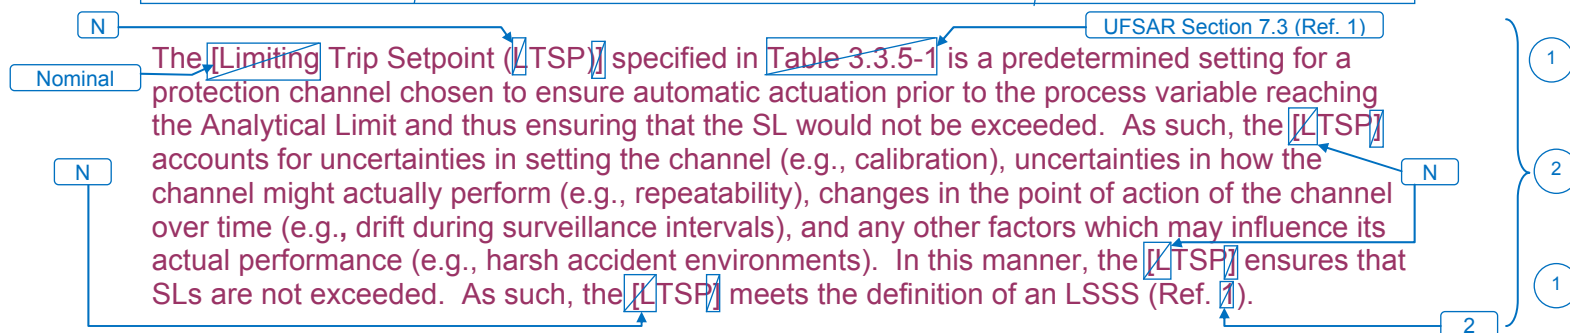 N
UFSAR Section 7.3 (Ref. 1)
The [Limiting Trip Setpoint (LTSP)] specified in Table 3.3.5-1 is a predetermined setting for a
1
Nominal
protection channel chosen to ensure automatic actuation prior to the process variable reaching
the Analytical Limit and thus ensuring that the SL would not be exceeded. As such, the [LTSP]
accounts for uncertainties in setting the channel (e.g., calibration), uncertainties in how the
N
N
2
channel might actually perform (e.g., repeatability), changes in the point of action of the channel
over time (e.g., drift during surveillance intervals), and any other factors which may influence its
actual performance (e.g., harsh accident environments). In this manner, the [LTSP] ensures that
SLs are not exceeded. As such, the [LTSP] meets the definition of an LSSS (Ref. 1).
1
2